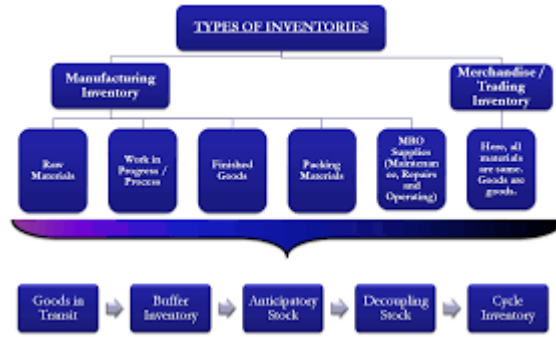 TYPES OF INVENTORIES
Manufacturing
Inventory
Merchandise /
Trading
Inventory
Raw
Materials
Work in
Progress /
Process
Finished
Goods
Packing
Materials
MRO
Supplies
(Maintenan
ce, Repairs
and
Operating)
Here, all
materials
are same.
Goods are
goods.
Goods in
Transit
Buffer
Inventory
Anticipatory
Stock
Decoupling
Stock
Cycle
Inventory